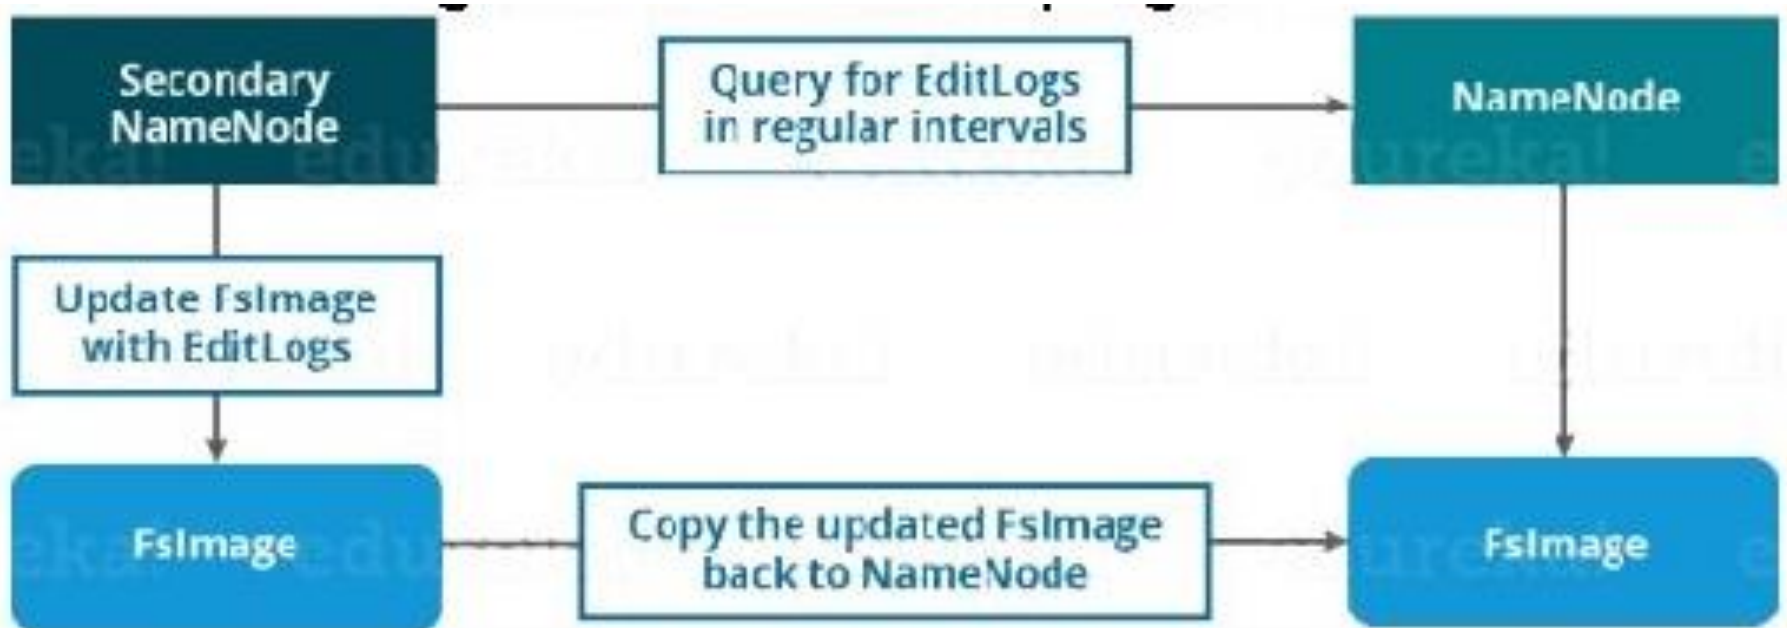 Secondary
NameNode
Query for EditLogs
in regular intervals
NameNode
Update FsImage
with EditLogs
FsImage
Copy the updated FsImage
back to NameNode
FsImage
edureka!